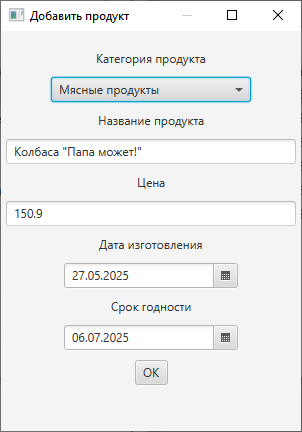 Добавить продукт
Категория продукта
Мясные продукты
Название продукта
Колбаса "Папа может!"
Цена
150.9
Дата изготовления
27.05.2025
Срок годности
06.07.2025
ОК